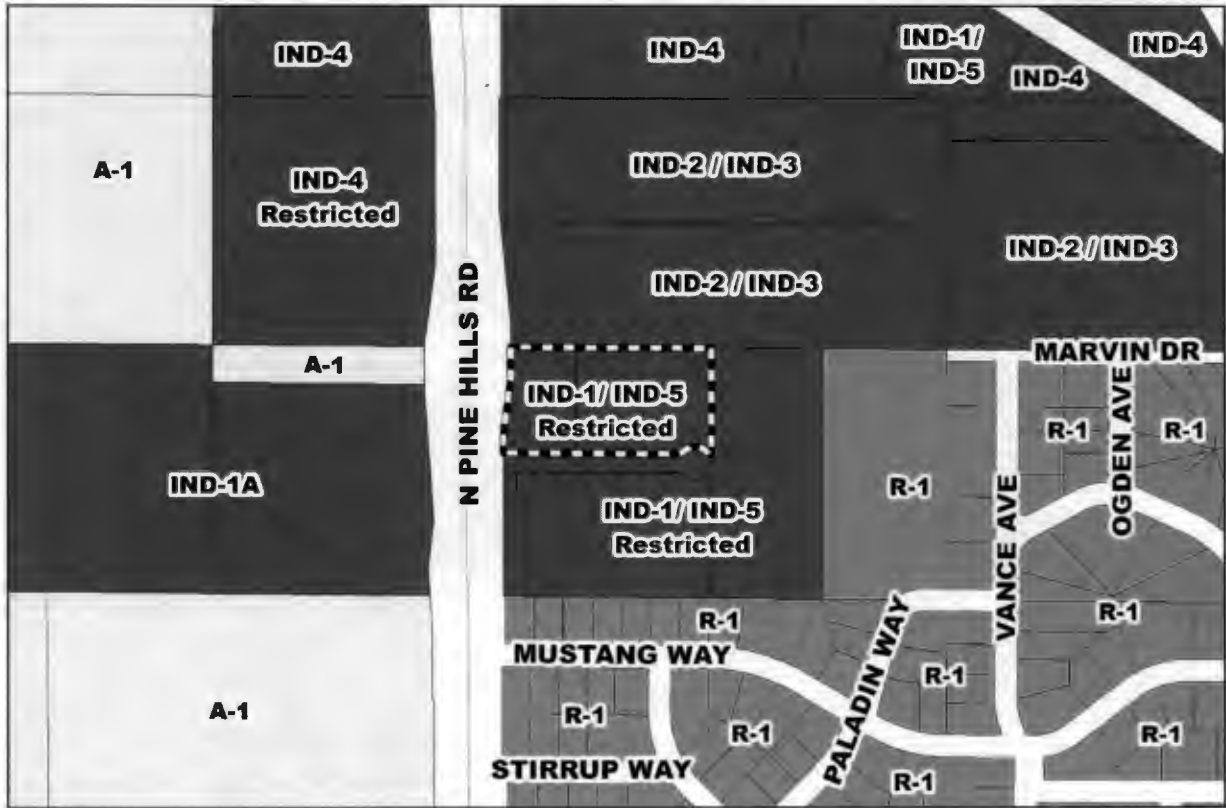 IND-4
IND-4
IND-1/
IND-5
IND-4
IND-4
A-1
IND-4
Restricted
IND-2 / IND-3
IND-2 / IND-3
IND-2 / IND-3
N PINE HILLS RD
A-1
MARVIN DR
IND-1/ IND-5
Restricted
R-1
OGDEN AVE
R-1
IND-1A
R-1
IND-1/ IND-5
Restricted
VANCE AVE
R-1
R-1
MUSTANG WAY
PALADIN WAY
R-1
A-1
R-1
R-1
R-1
STIRRUP WAY
R-1